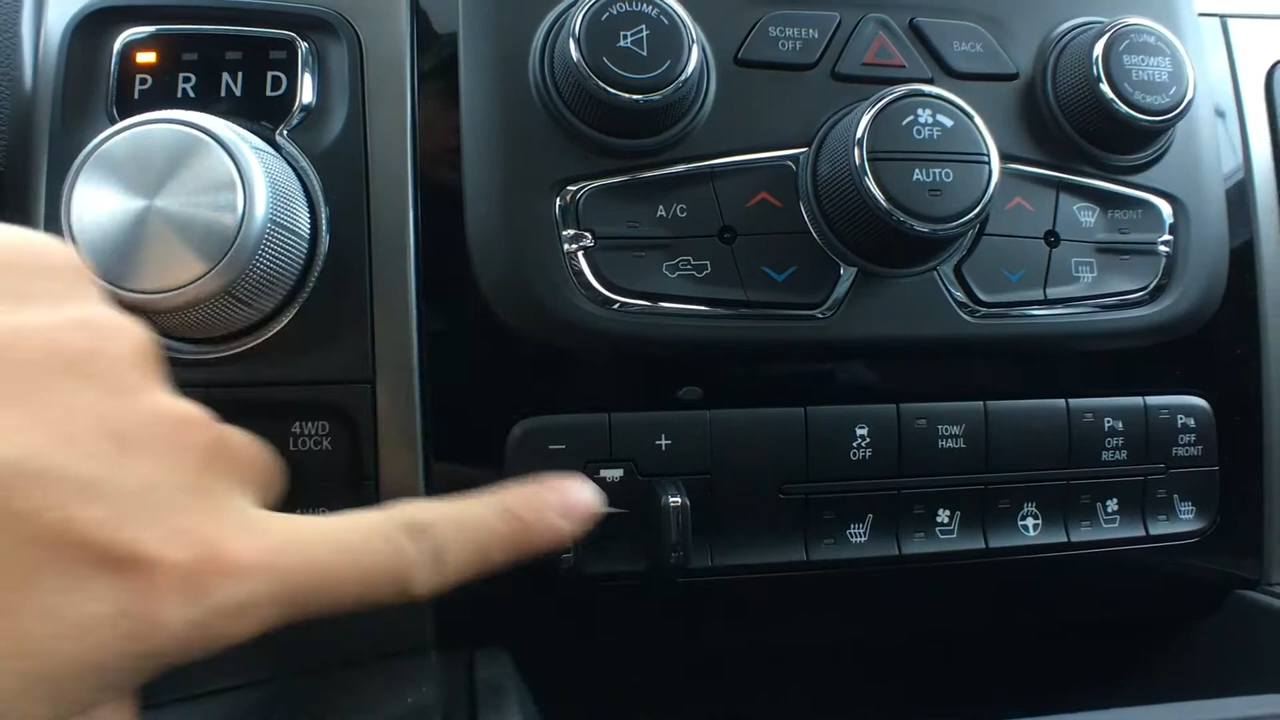 P R N D
VOLUME
SCREEN
OFF
BACK
TUNE
BROWSE
ENTER
SCROLL
OFF
AUTO
A/C
FRONT
4WD
LOCK
4WD
− +
OFF
TOW/
HAUL
P
OFF
REAR
P
OFF
FRONT